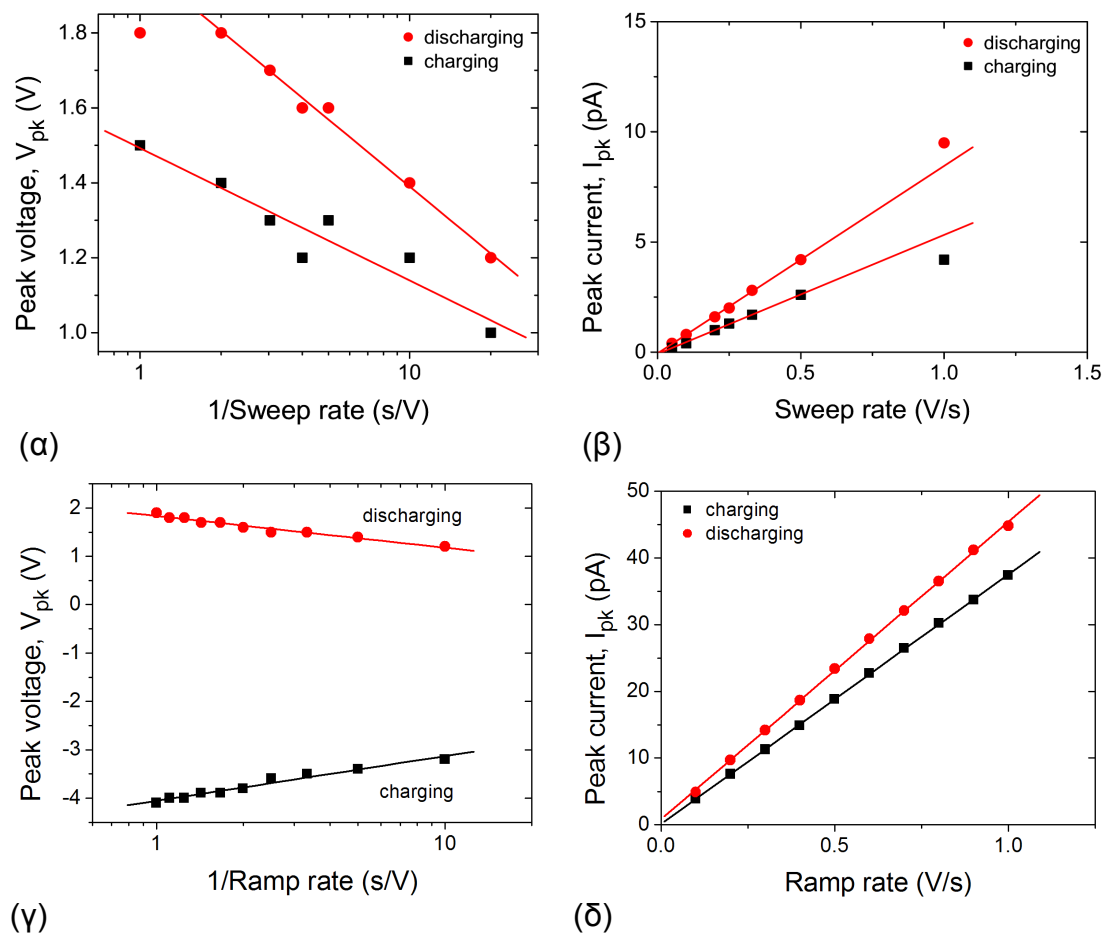 Peak voltage, Vpk (V)
1.8
1.6
1.4
1.2
1.0
discharging
charging
1
10
1/Sweep rate (s/V)
(α)
Peak current, Ipk (pA)
15
10
5
0
discharging
charging
0.0
0.5
1.0
1.5
Sweep rate (V/s)
(β)
Peak voltage, Vpk (V)
2
1
0
-1
-2
-3
-4
discharging
charging
1
10
1/Ramp rate (s/V)
(γ)
Peak current, Ipk (pA)
50
40
30
20
10
0
charging
discharging
0.0
0.5
1.0
Ramp rate (V/s)
(δ)